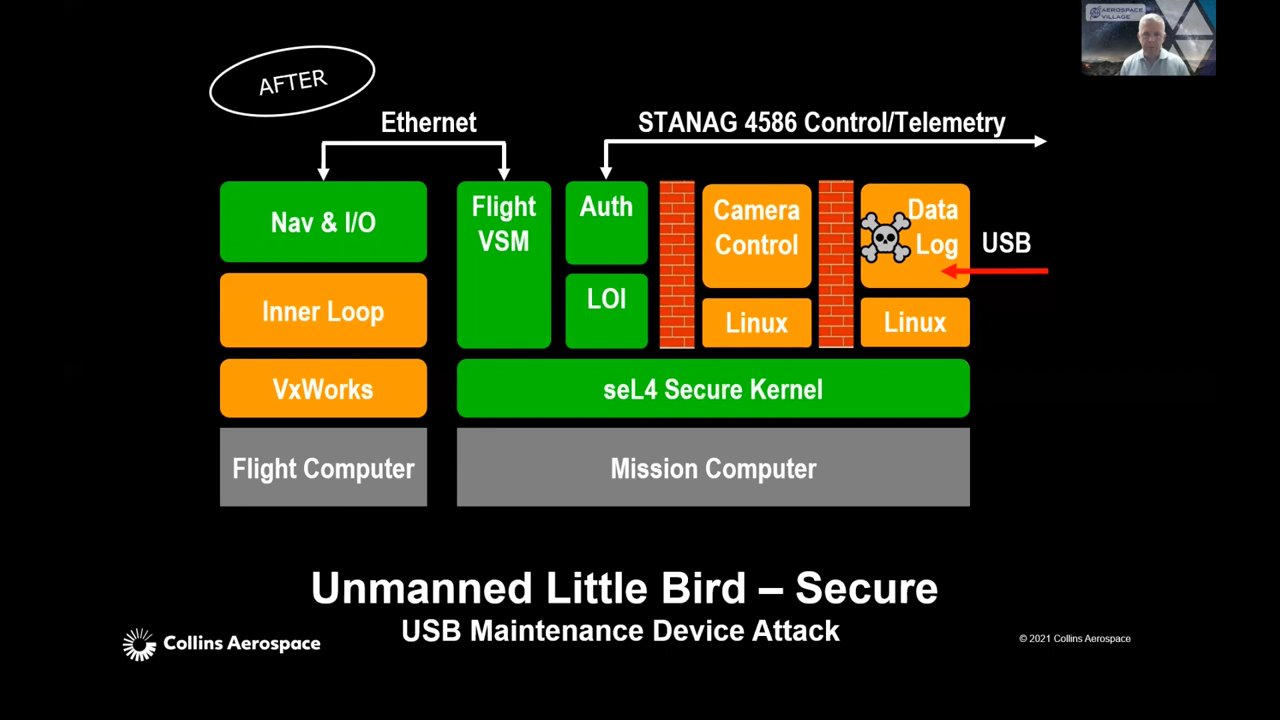 AEROSPACE
VILLAGE
AFTER
Ethernet
STANAG 4586 Control/Telemetry
Nav & I/O
Flight
VSM
Auth
Camera
Control
Data
Log
USB
Inner Loop
LOI
Linux
Linux
VxWorks
seL4 Secure Kernel
Flight Computer
Mission Computer
Unmanned Little Bird – Secure
USB Maintenance Device Attack
Collins Aerospace
© 2021 Collins Aerospace